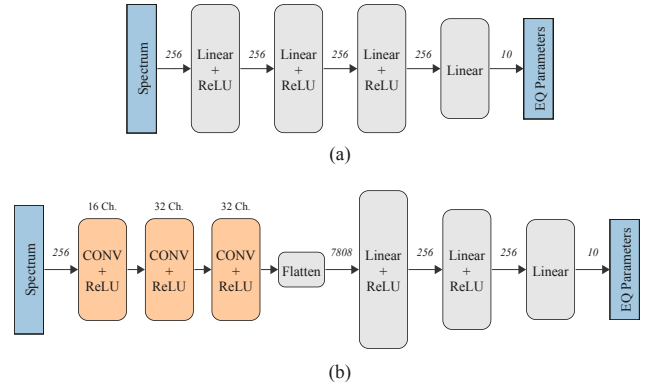 Spectrum
256
Linear
+
ReLU
256
Linear
+
ReLU
256
Linear
+
ReLU
256
Linear
10
EQ Parameters
(a)
Spectrum
256
16 Ch.
CONV
+
ReLU
32 Ch.
CONV
+
ReLU
32 Ch.
CONV
+
ReLU
Flatten
7808
Linear
+
ReLU
256
Linear
+
ReLU
256
Linear
10
EQ Parameters
(b)